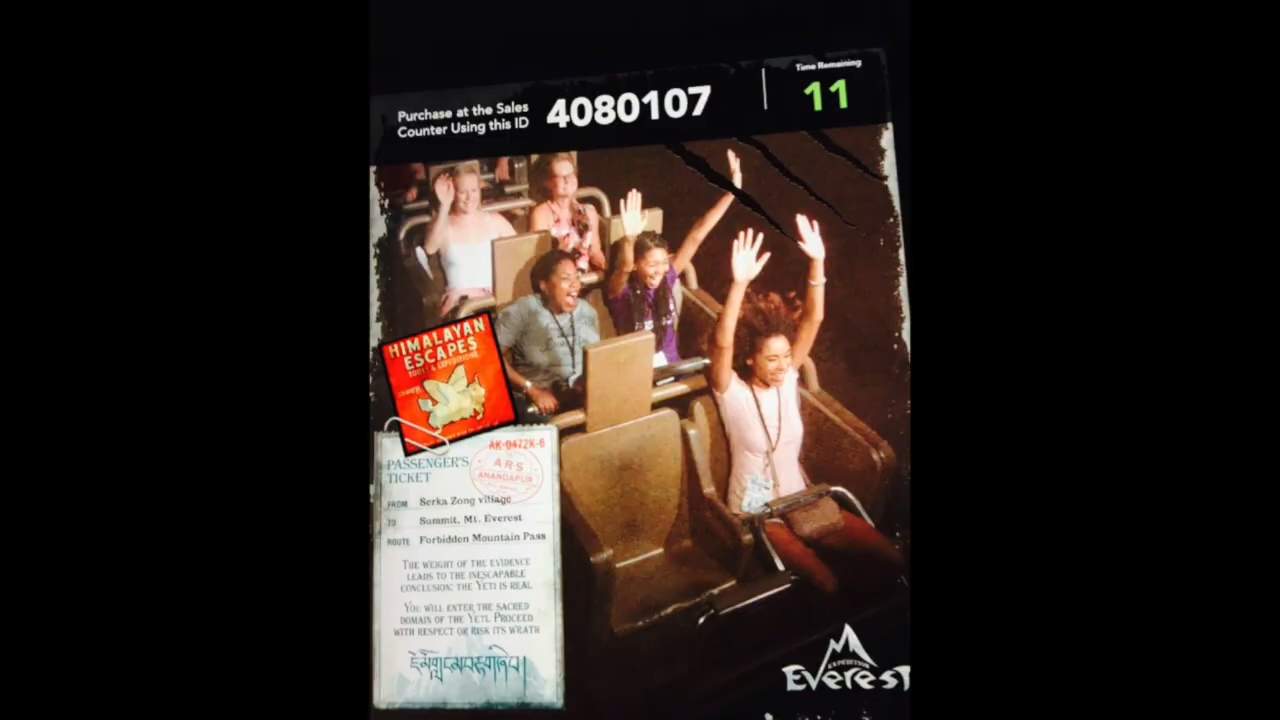 Purchase at the Sales
Counter Using this ID
4080107
Time Remaining
11
HIMALAYAN
ESCAPES
TOURS & EXPEDITIONS
AK-0472K-6
PASSENGER'S
TICKET
ARS
ANANDAPUR
FROM Serka Zong village
TO Summit, Mt. Everest
ROUTE Forbidden Mountain Pass
THE WEIGHT OF THE EVIDENCE
LEADS TO THE INESCAPABLE
CONCLUSION: THE YETI IS REAL
YOU WILL ENTER THE SACRED
DOMAIN OF THE YETI. PROCEED
WITH RESPECT OR RISK ITS WRATH
EXPEDITION
EVEREST